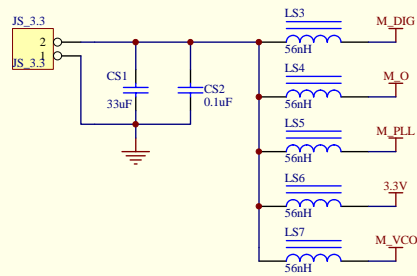 JS_3.3
2
1
JS_3.3
CS1
33uF
CS2
0.1uF
LS3
56nH
M_DIG
LS4
56nH
M_O
LS5
56nH
M_PLL
LS6
56nH
3.3V
LS7
56nH
M_VCO